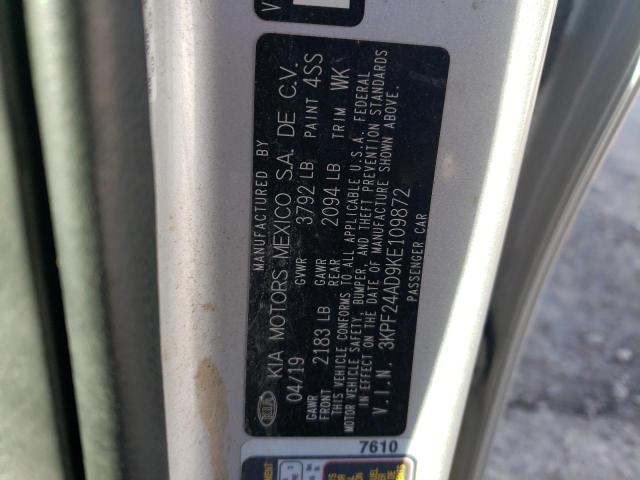 MANUFACTURED BY
KIA MOTORS MEXICO S.A. DE C.V.
04/19 GVWR 3792 LB PAINT 4SS
GAWR FRONT 2183 LB GAWR REAR 2094 LB TRIM WK
THIS VEHICLE CONFORMS TO ALL APPLICABLE U.S.A. FEDERAL
MOTOR VEHICLE SAFETY, BUMPER, AND THEFT PREVENTION STANDARDS
IN EFFECT ON THE DATE OF MANUFACTURE SHOWN ABOVE.
V.I.N. 3KPF24AD9KE109872
PASSENGER CAR
KIA
7610